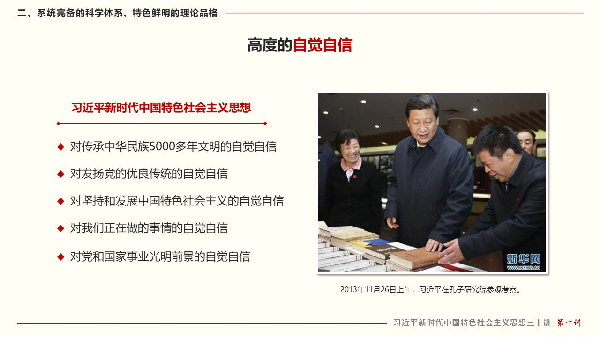 二、系统完备的科学体系、特色鲜明的理论品格
高度的自觉自信
习近平新时代中国特色社会主义思想
对传承中华民族5000多年文明的自觉自信
对发扬党的优良传统的自觉自信
对坚持和发展中国特色社会主义的自觉自信
对我们正在做的事情的自觉自信
对党和国家事业光明前景的自觉自信
新华网
2013年11月26日上午，习近平在孔子研究院参观考察。
习近平新时代中国特色社会主义思想三十讲 第一讲